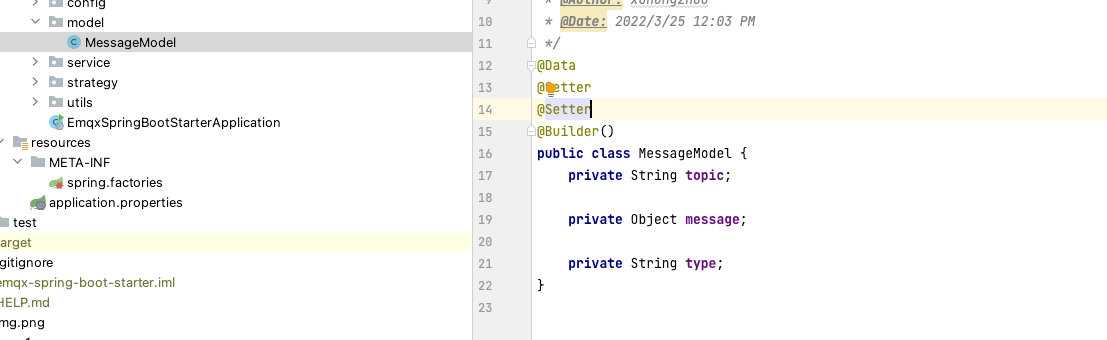 config
model
MessageModel
service
strategy
utils
EmqxSpringBootStarterApplication
resources
META-INF
spring.factories
application.properties
test
arget
gitignore
emqx-spring-boot-starter.iml
HELP.md
mg.png
9 * @Author:
10 * @Date: 2022/3/25 12:03 PM
11 */
12 @Data
13 @ etter
14 @Setter
15 @Builder()
16 public class MessageModel {
17 private String topic;
18
19 private Object message;
20
21 private String type;
22 }
23